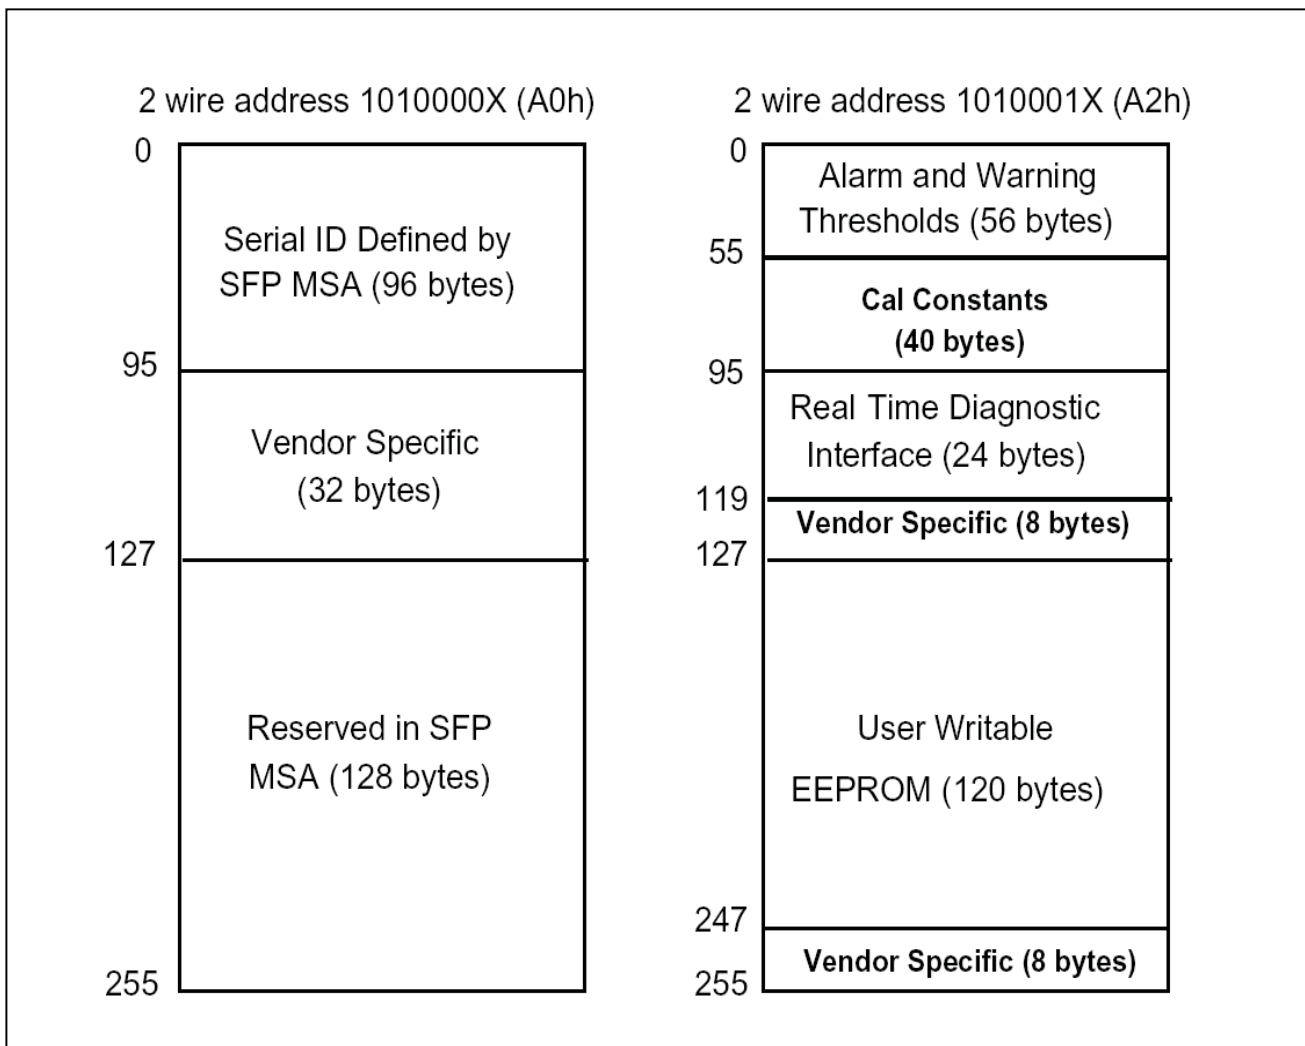 2 wire address 1010000X (A0h)
0
Serial ID Defined by
SFP MSA (96 bytes)
95
Vendor Specific
(32 bytes)
127
Reserved in SFP
MSA (128 bytes)
255
2 wire address 1010001X (A2h)
0
Alarm and Warning
Thresholds (56 bytes)
55
Cal Constants
(40 bytes)
95
Real Time Diagnostic
Interface (24 bytes)
119
Vendor Specific (8 bytes)
127
User Writable
EEPROM (120 bytes)
247
Vendor Specific (8 bytes)
255